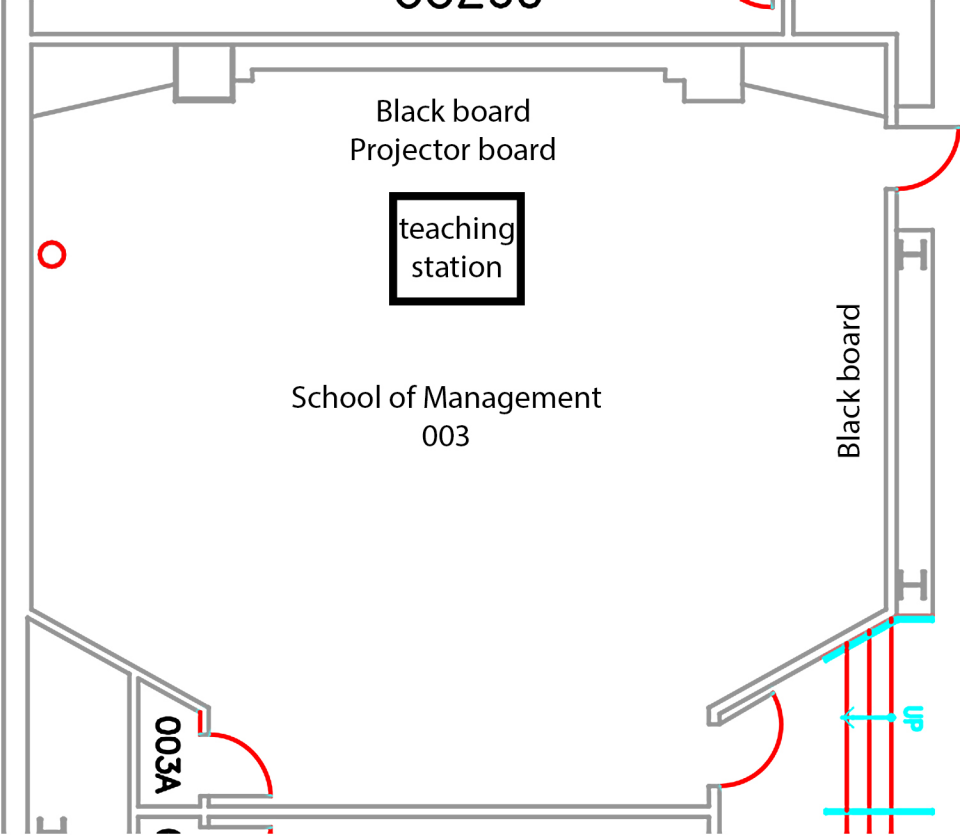 Black board
Projector board
teaching
station
School of Management
003
Black board
003A
UP